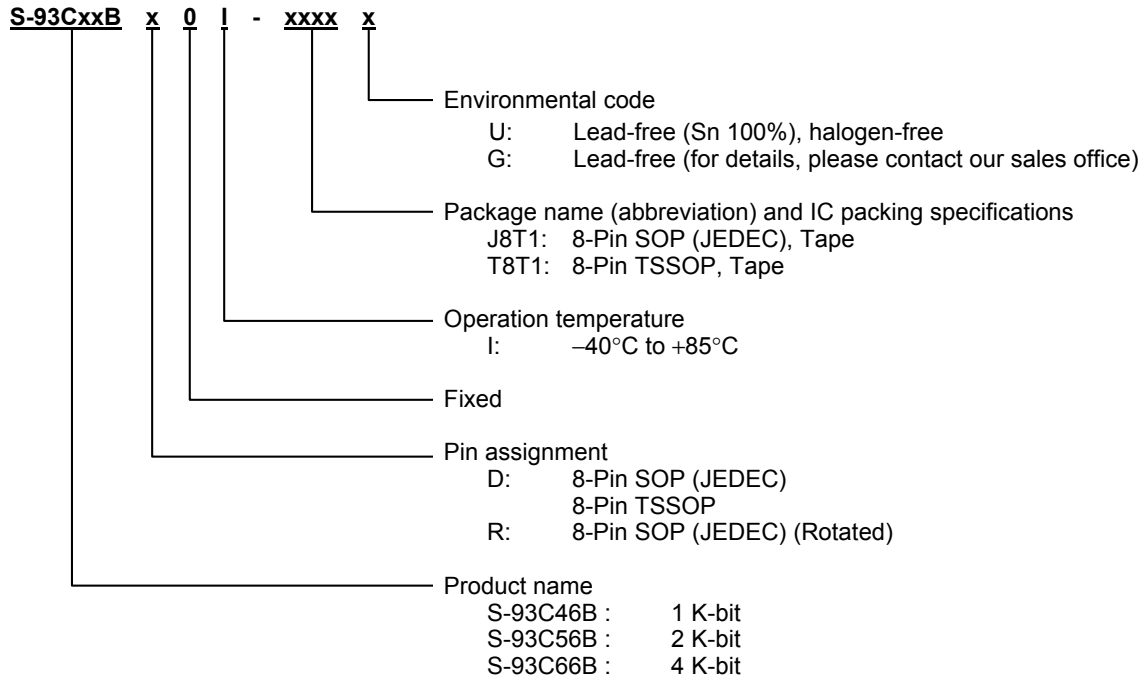 S-93CxxB x 0 I - xxxx x
Environmental code
U: Lead-free (Sn 100%), halogen-free
G: Lead-free (for details, please contact our sales office)
Package name (abbreviation) and IC packing specifications
J8T1: 8-Pin SOP (JEDEC), Tape
T8T1: 8-Pin TSSOP, Tape
Operation temperature
I: −40°C to +85°C
Fixed
Pin assignment
D: 8-Pin SOP (JEDEC)
8-Pin TSSOP
R: 8-Pin SOP (JEDEC) (Rotated)
Product name
S-93C46B : 1 K-bit
S-93C56B : 2 K-bit
S-93C66B : 4 K-bit